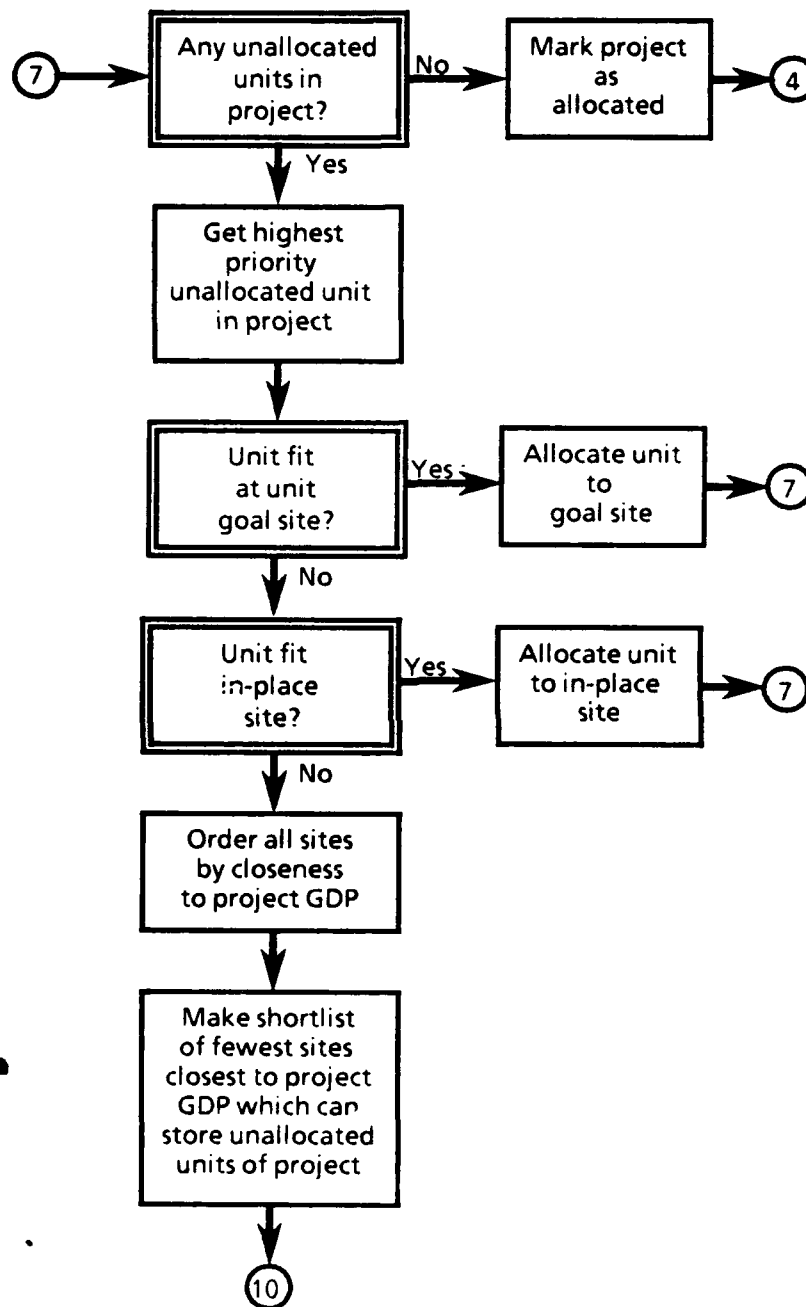 7
Any unallocated
units in
project?
No
Mark project
as
allocated
4
Yes
Get highest
priority
unallocated unit
in project
Unit fit
at unit
goal site?
Yes
Allocate unit
to
goal site
7
No
Unit fit
in-place
site?
Yes
Allocate unit
to in-place
site
7
No
Order all sites
by closeness
to project GDP
Make shortlist
of fewest sites
closest to project
GDP which can
store unallocated
units of project
10